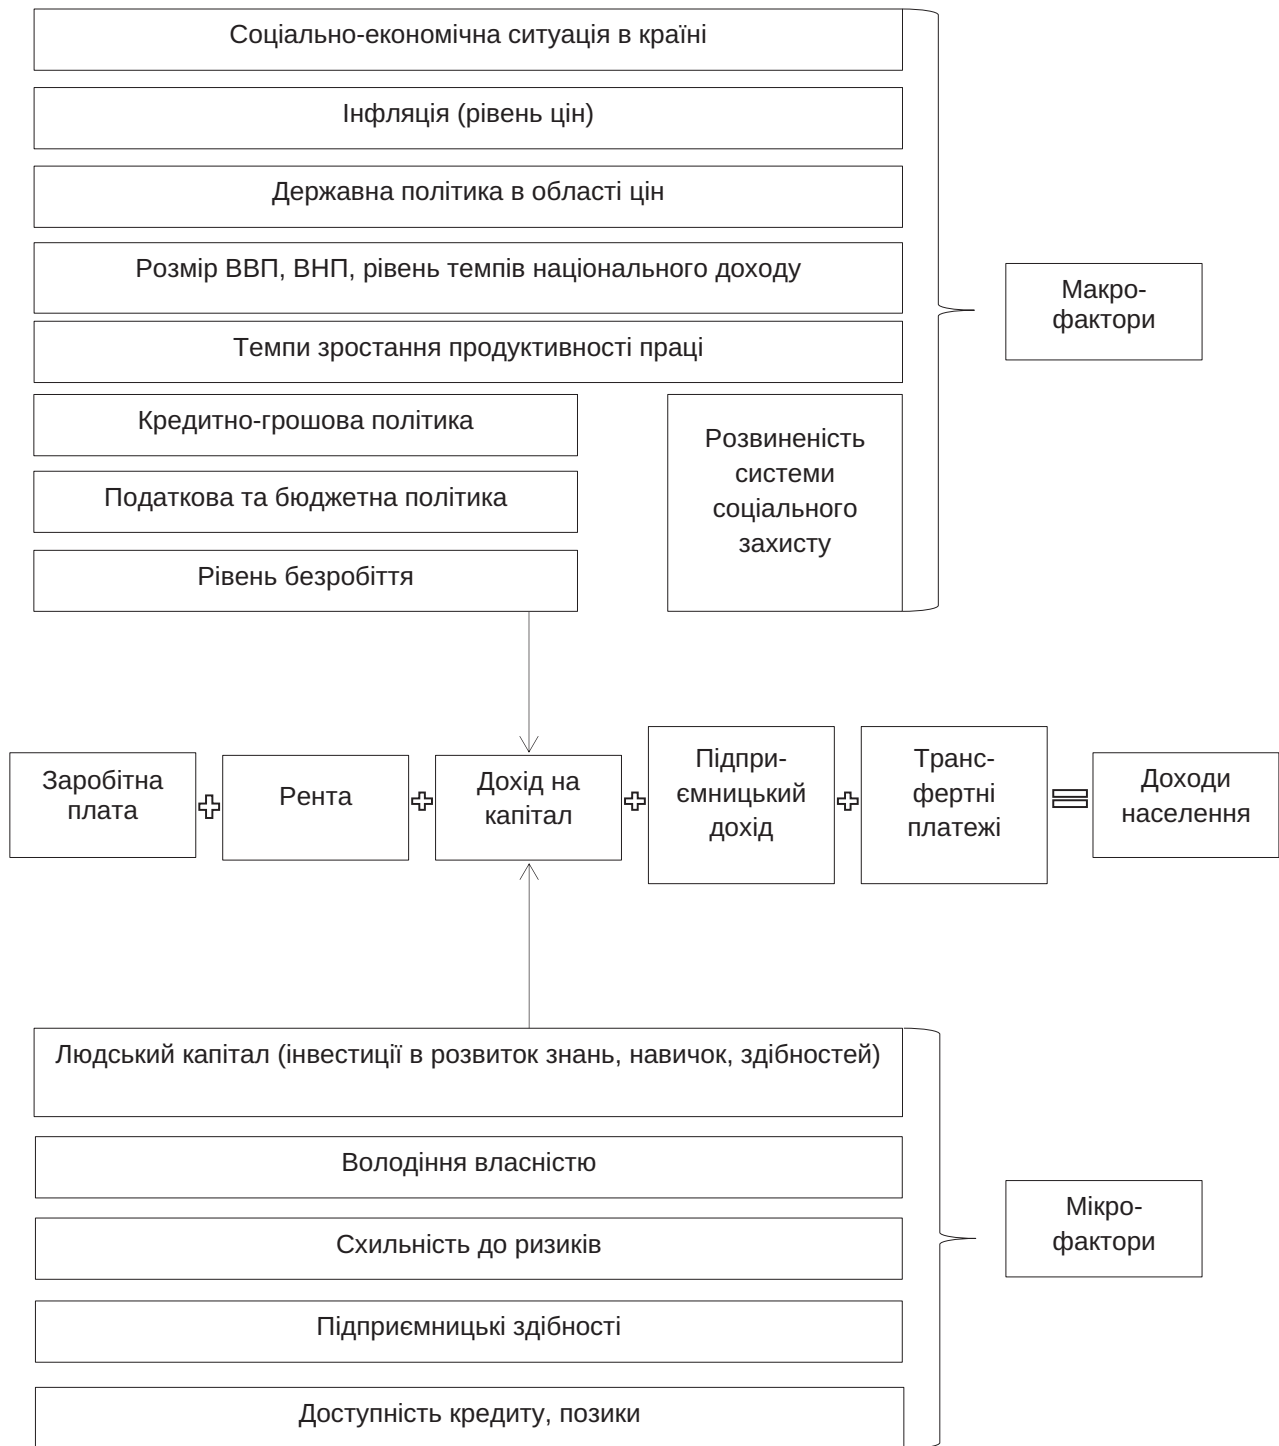 Соціально-економічна ситуація в країні
Інфляція (рівень цін)
Державна політика в області цін
Розмір ВВП, ВНП, рівень темпів національного доходу
Темпи зростання продуктивності праці
Кредитно-грошова політика
Податкова та бюджетна політика
Рівень безробіття
Розвиненість
системи
соціального
захисту
Макро-
фактори
Заробітна
плата
Рента
Дохід на
капітал
Підпри-
ємницький
дохід
Транс-
фертні
платежі
Доходи
населення
Людський капітал (інвестиції в розвиток знань, навичок, здібностей)
Володіння власністю
Схильність до ризиків
Підприємницькі здібності
Доступність кредиту, позики
Мікро-
фактори